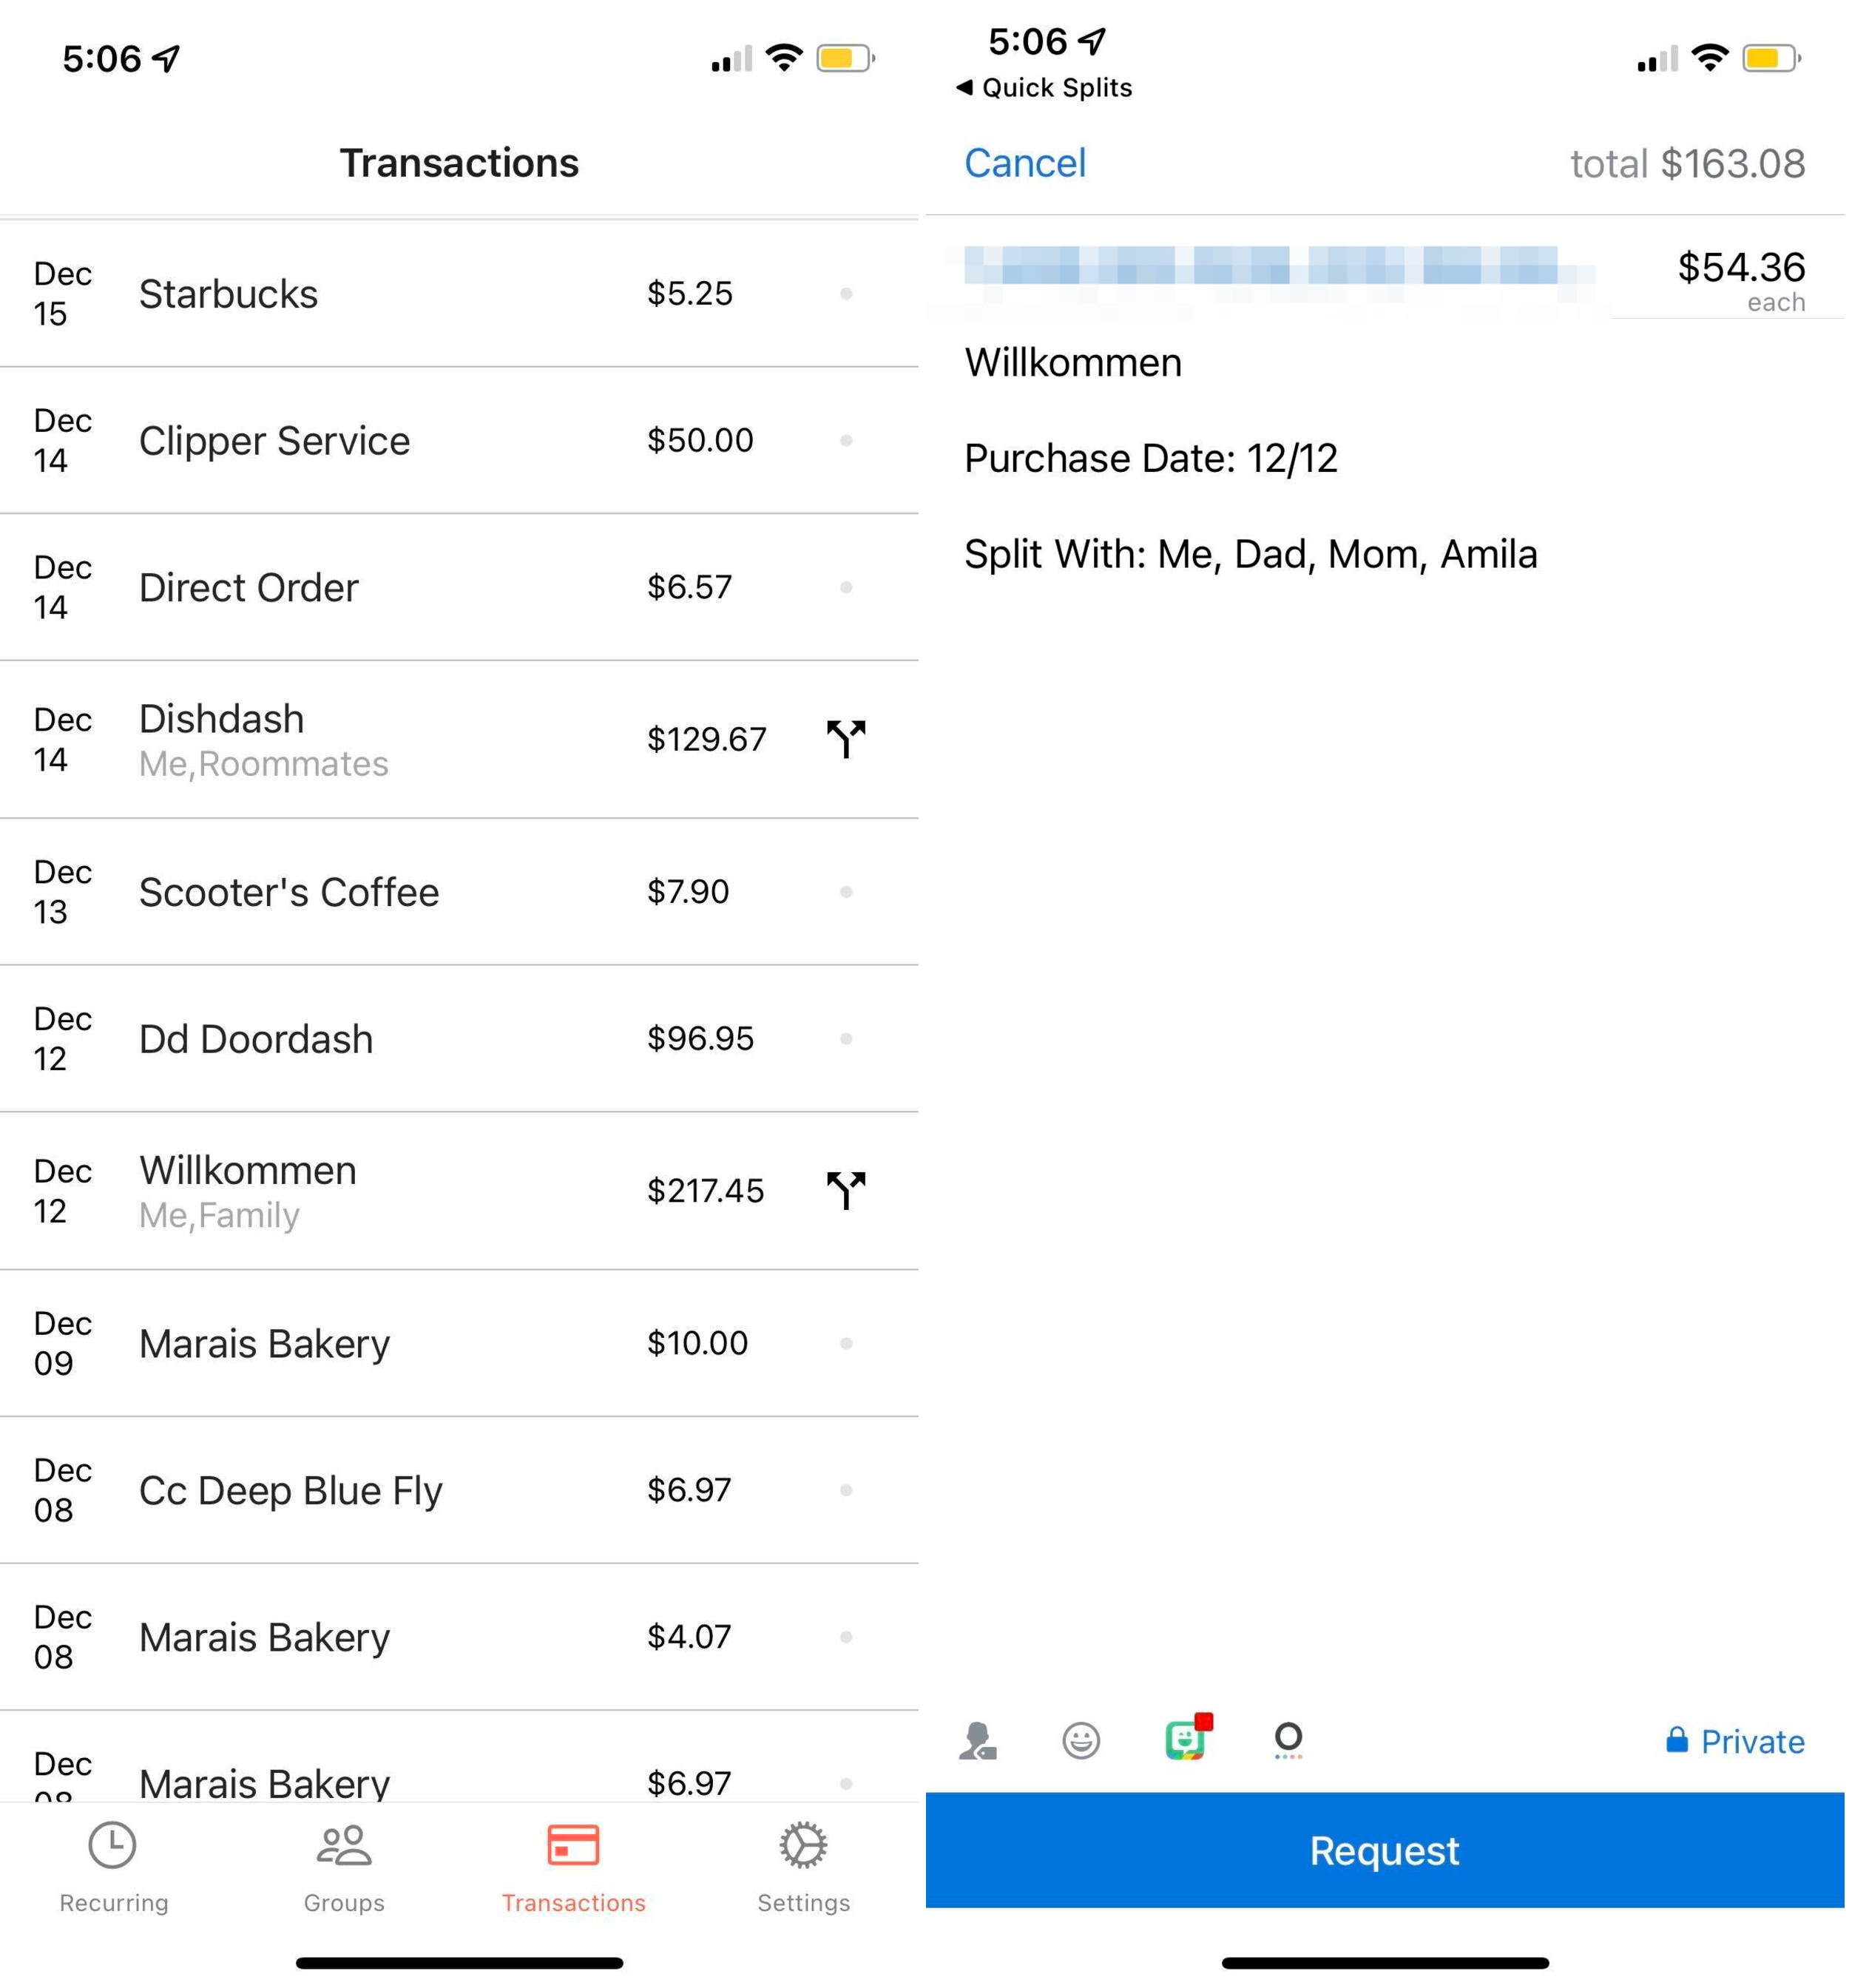 5:06
Transactions
Dec 15 Starbucks $5.25
Dec 14 Clipper Service $50.00
Dec 14 Direct Order $6.57
Dec 14 Dishdash $129.67
Me,Roommates
Dec 13 Scooter's Coffee $7.90
Dec 12 Dd Doordash $96.95
Dec 12 Willkommen $217.45
Me,Family
Dec 09 Marais Bakery $10.00
Dec 08 Cc Deep Blue Fly $6.97
Dec 08 Marais Bakery $4.07
Dec 08 Marais Bakery $6.97
Recurring Groups Transactions Settings
5:06
Quick Splits
Cancel total $163.08
$54.36
each
Willkommen
Purchase Date: 12/12
Split With: Me, Dad, Mom, Amila
Private
Request